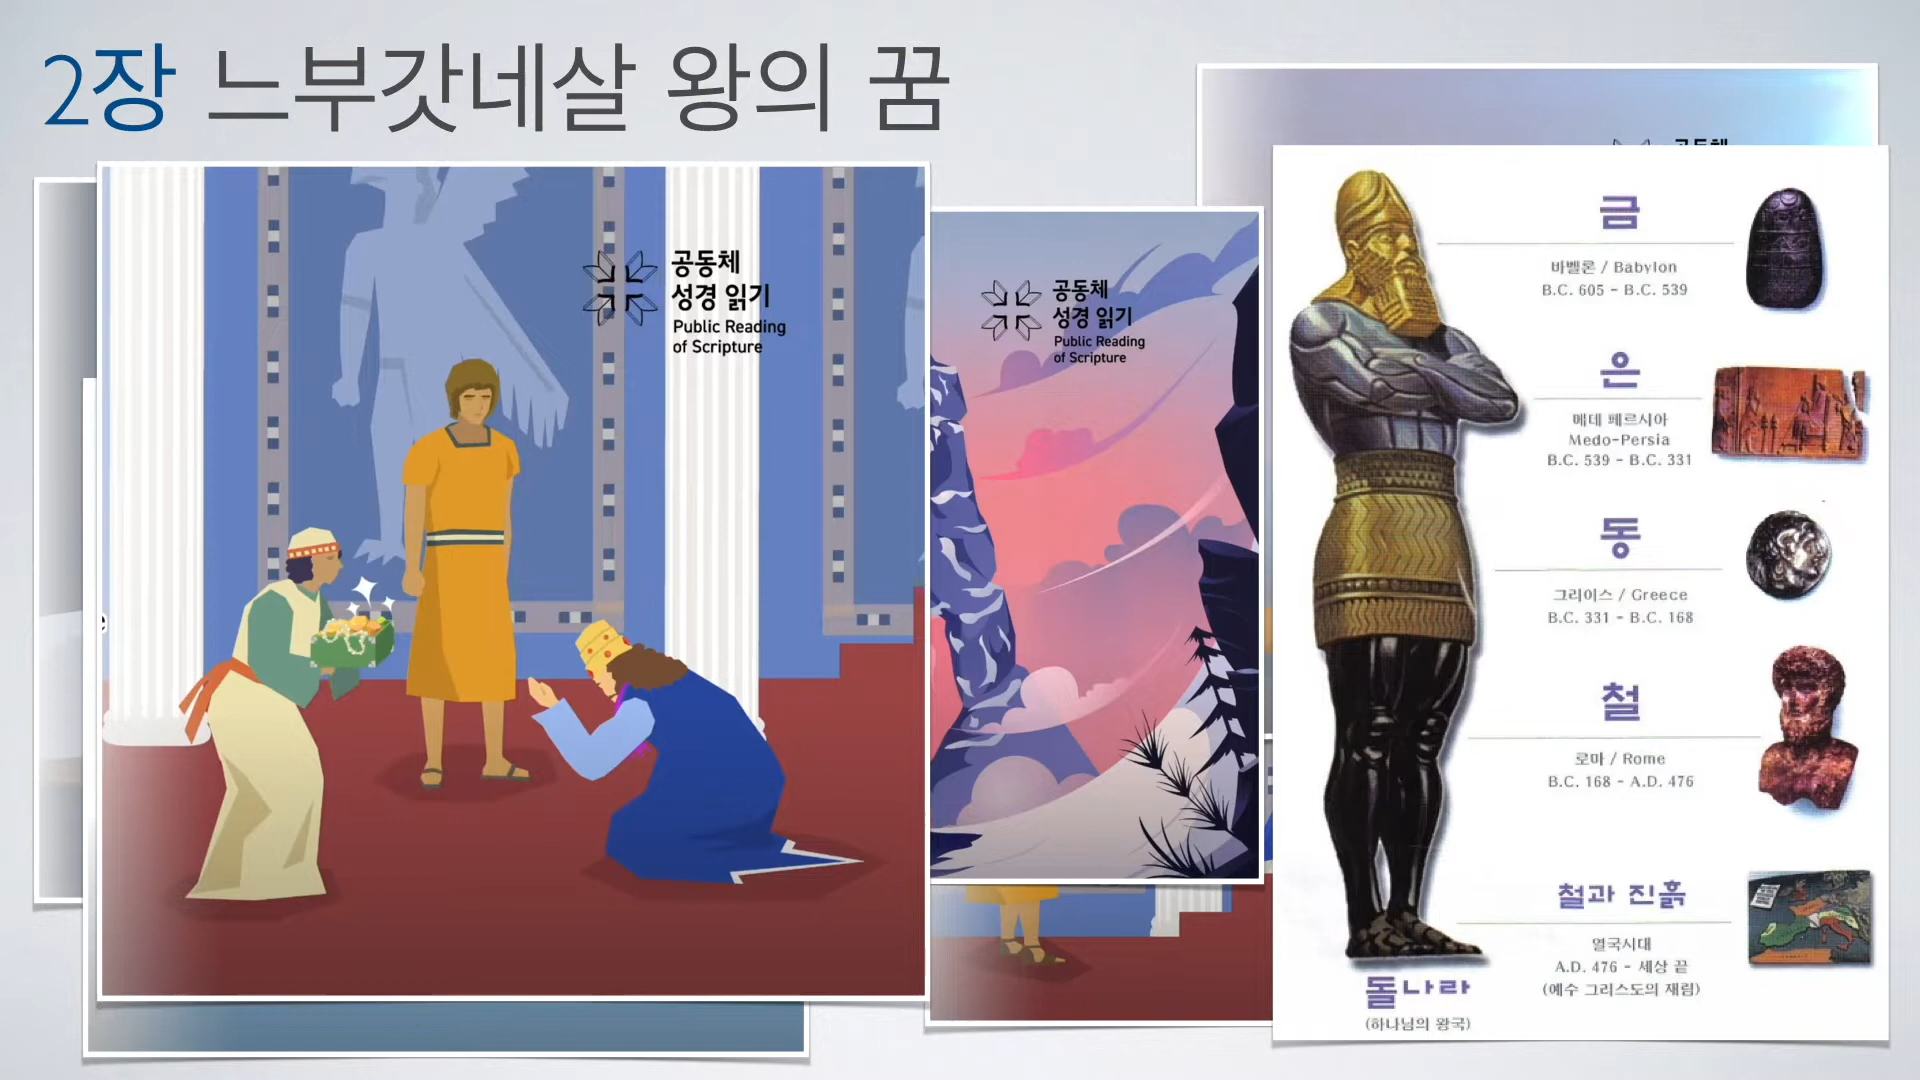 2장 느부갓네살 왕의 꿈
공동체
성경 읽기
Public Reading
of Scripture
공동체
성경 읽기
Public Reading
of Scripture
공동체
금
바벨론 / Babylon
B.C. 605 - B.C. 539
은
메데 페르시아
Medo-Persia
B.C. 539 - B.C. 331
동
그리이스 / Greece
B.C. 331 - B.C. 168
철
로마 / Rome
B.C. 168 - A.D. 476
철과 진흙
열국시대
A.D. 476 - 세상 끝
(예수 그리스도의 재림)
돌나라
(하나님의 왕국)